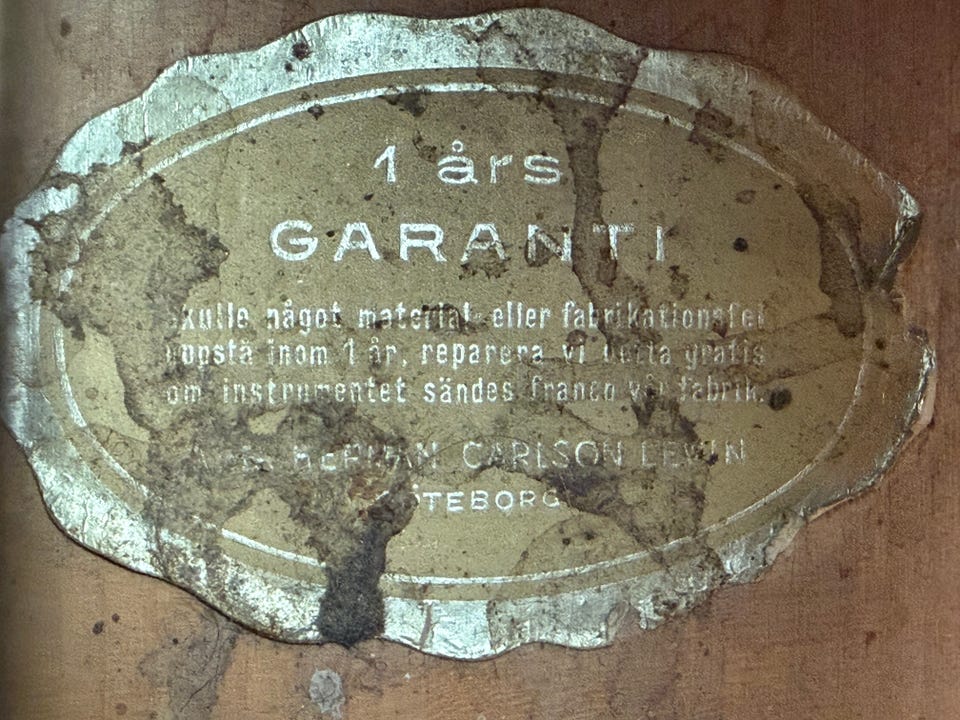 1 års
GARANTI
skulle något material- eller fabrikationsfel
uppstå inom 1 år, reparera vi detta gratis
om instrumentet sändes franco vår fabrik.
HERMAN CARLSON LEVIN
GÖTEBORG